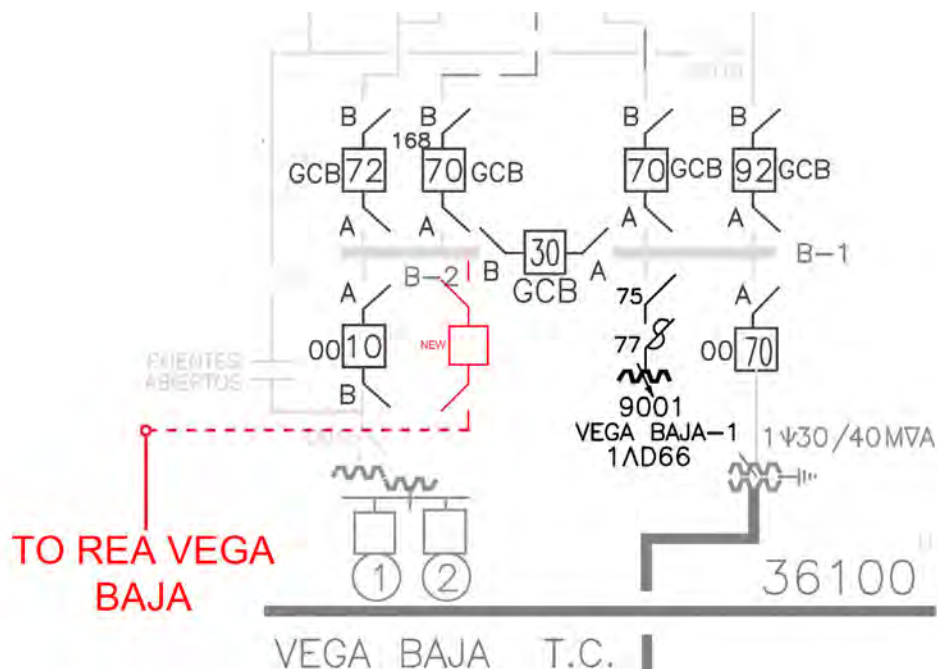 B
B
B
B
168
GCB
72
70
GCB
70
GCB
92
GCB
A
A
A
A
B
30
A
B-1
B-2
GCB
A
75
A
00
10
NEW
77
00
70
PUENTES
ABIERTOS
B
9001
VEGA BAJA-1
1ΛD66
1Ψ30/40M∇A
TO REA VEGA
BAJA
1
2
36100
VEGA BAJA T.C.